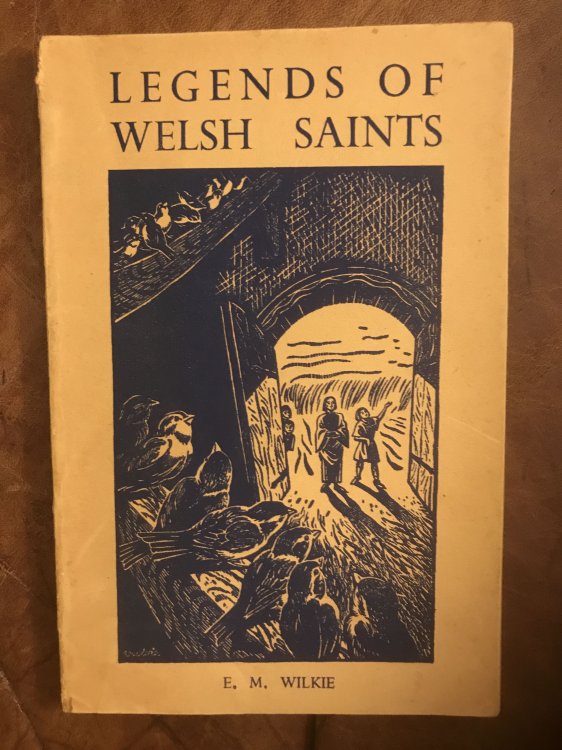 LEGENDS OF
WELSH SAINTS
E. M. WILKIE